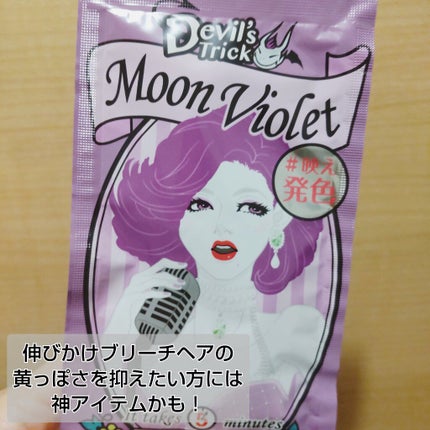 Devil's
Trick
Moon Violet
#映え
発色
伸びかけブリーチヘアの
黄っぽさを抑えたい方には
神アイテムかも!
It takes
minutes